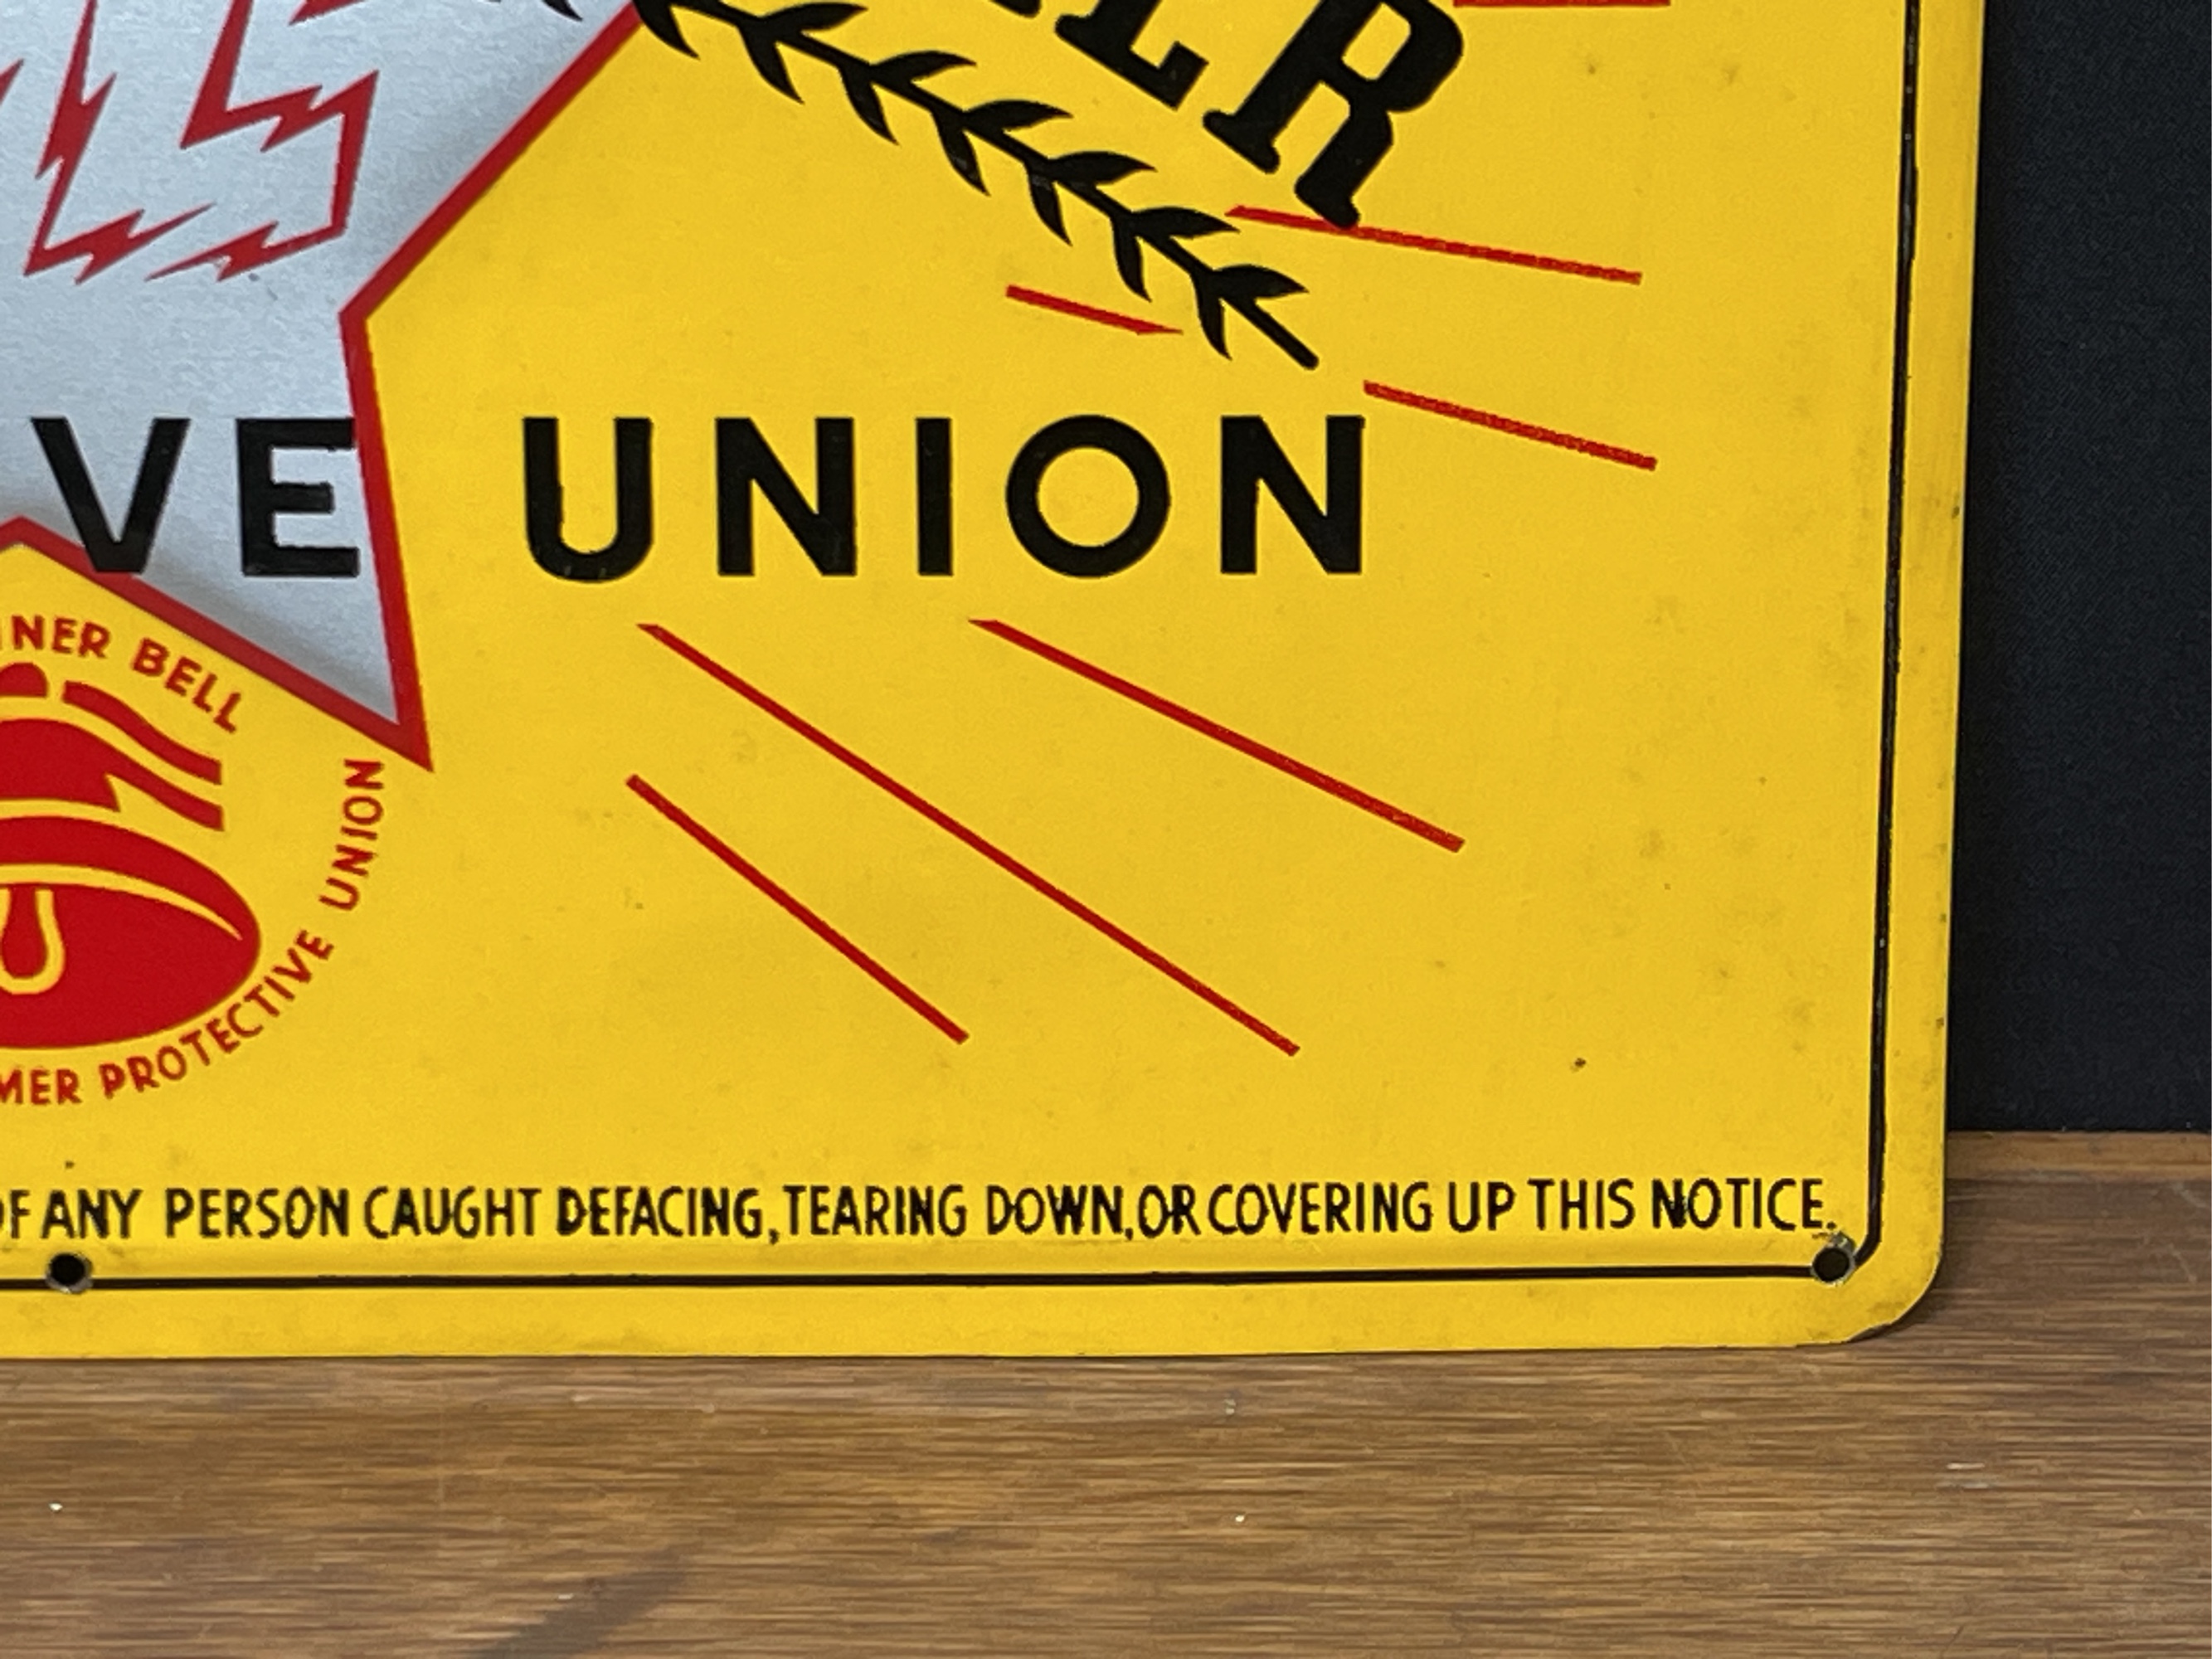 ER
VE UNION
NER BELL
MER PROTECTIVE UNION
OF ANY PERSON CAUGHT DEFACING, TEARING DOWN, OR COVERING UP THIS NOTICE.